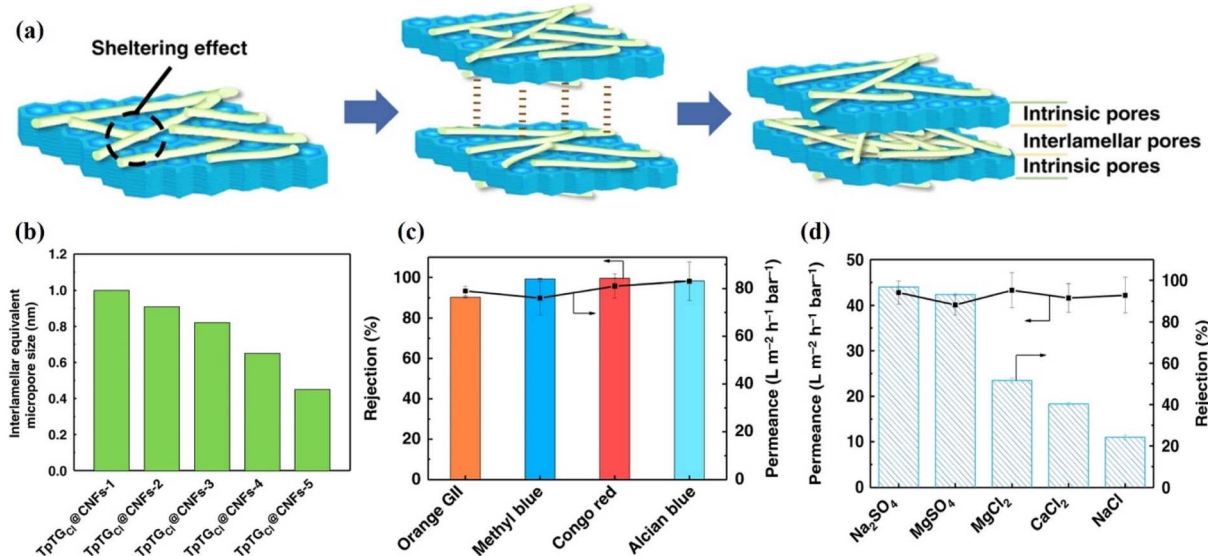 (a)
Sheltering effect
Intrinsic pores
Interlamellar pores
Intrinsic pores
(b)
Interlamellar equivalent
micropore size (nm)
1.2
1.0
0.8
0.6
0.4
0.2
0.0
TpTGCl@CNFs-1
TpTGCl@CNFs-2
TpTGCl@CNFs-3
TpTGCl@CNFs-4
TpTGCl@CNFs-5
(c)
Rejection (%)
100
90
80
60
40
20
0
Orange GII
Methyl blue
Congo red
Alcian blue
80
60
40
20
0
Permeance (L m⁻² h⁻¹ bar⁻¹)
(d)
Permeance (L m⁻² h⁻¹ bar⁻¹)
50
45
40
35
30
20
10
0
Na₂SO₄
MgSO₄
MgCl₂
CaCl₂
NaCl
100
80
60
40
20
0
Rejection (%)